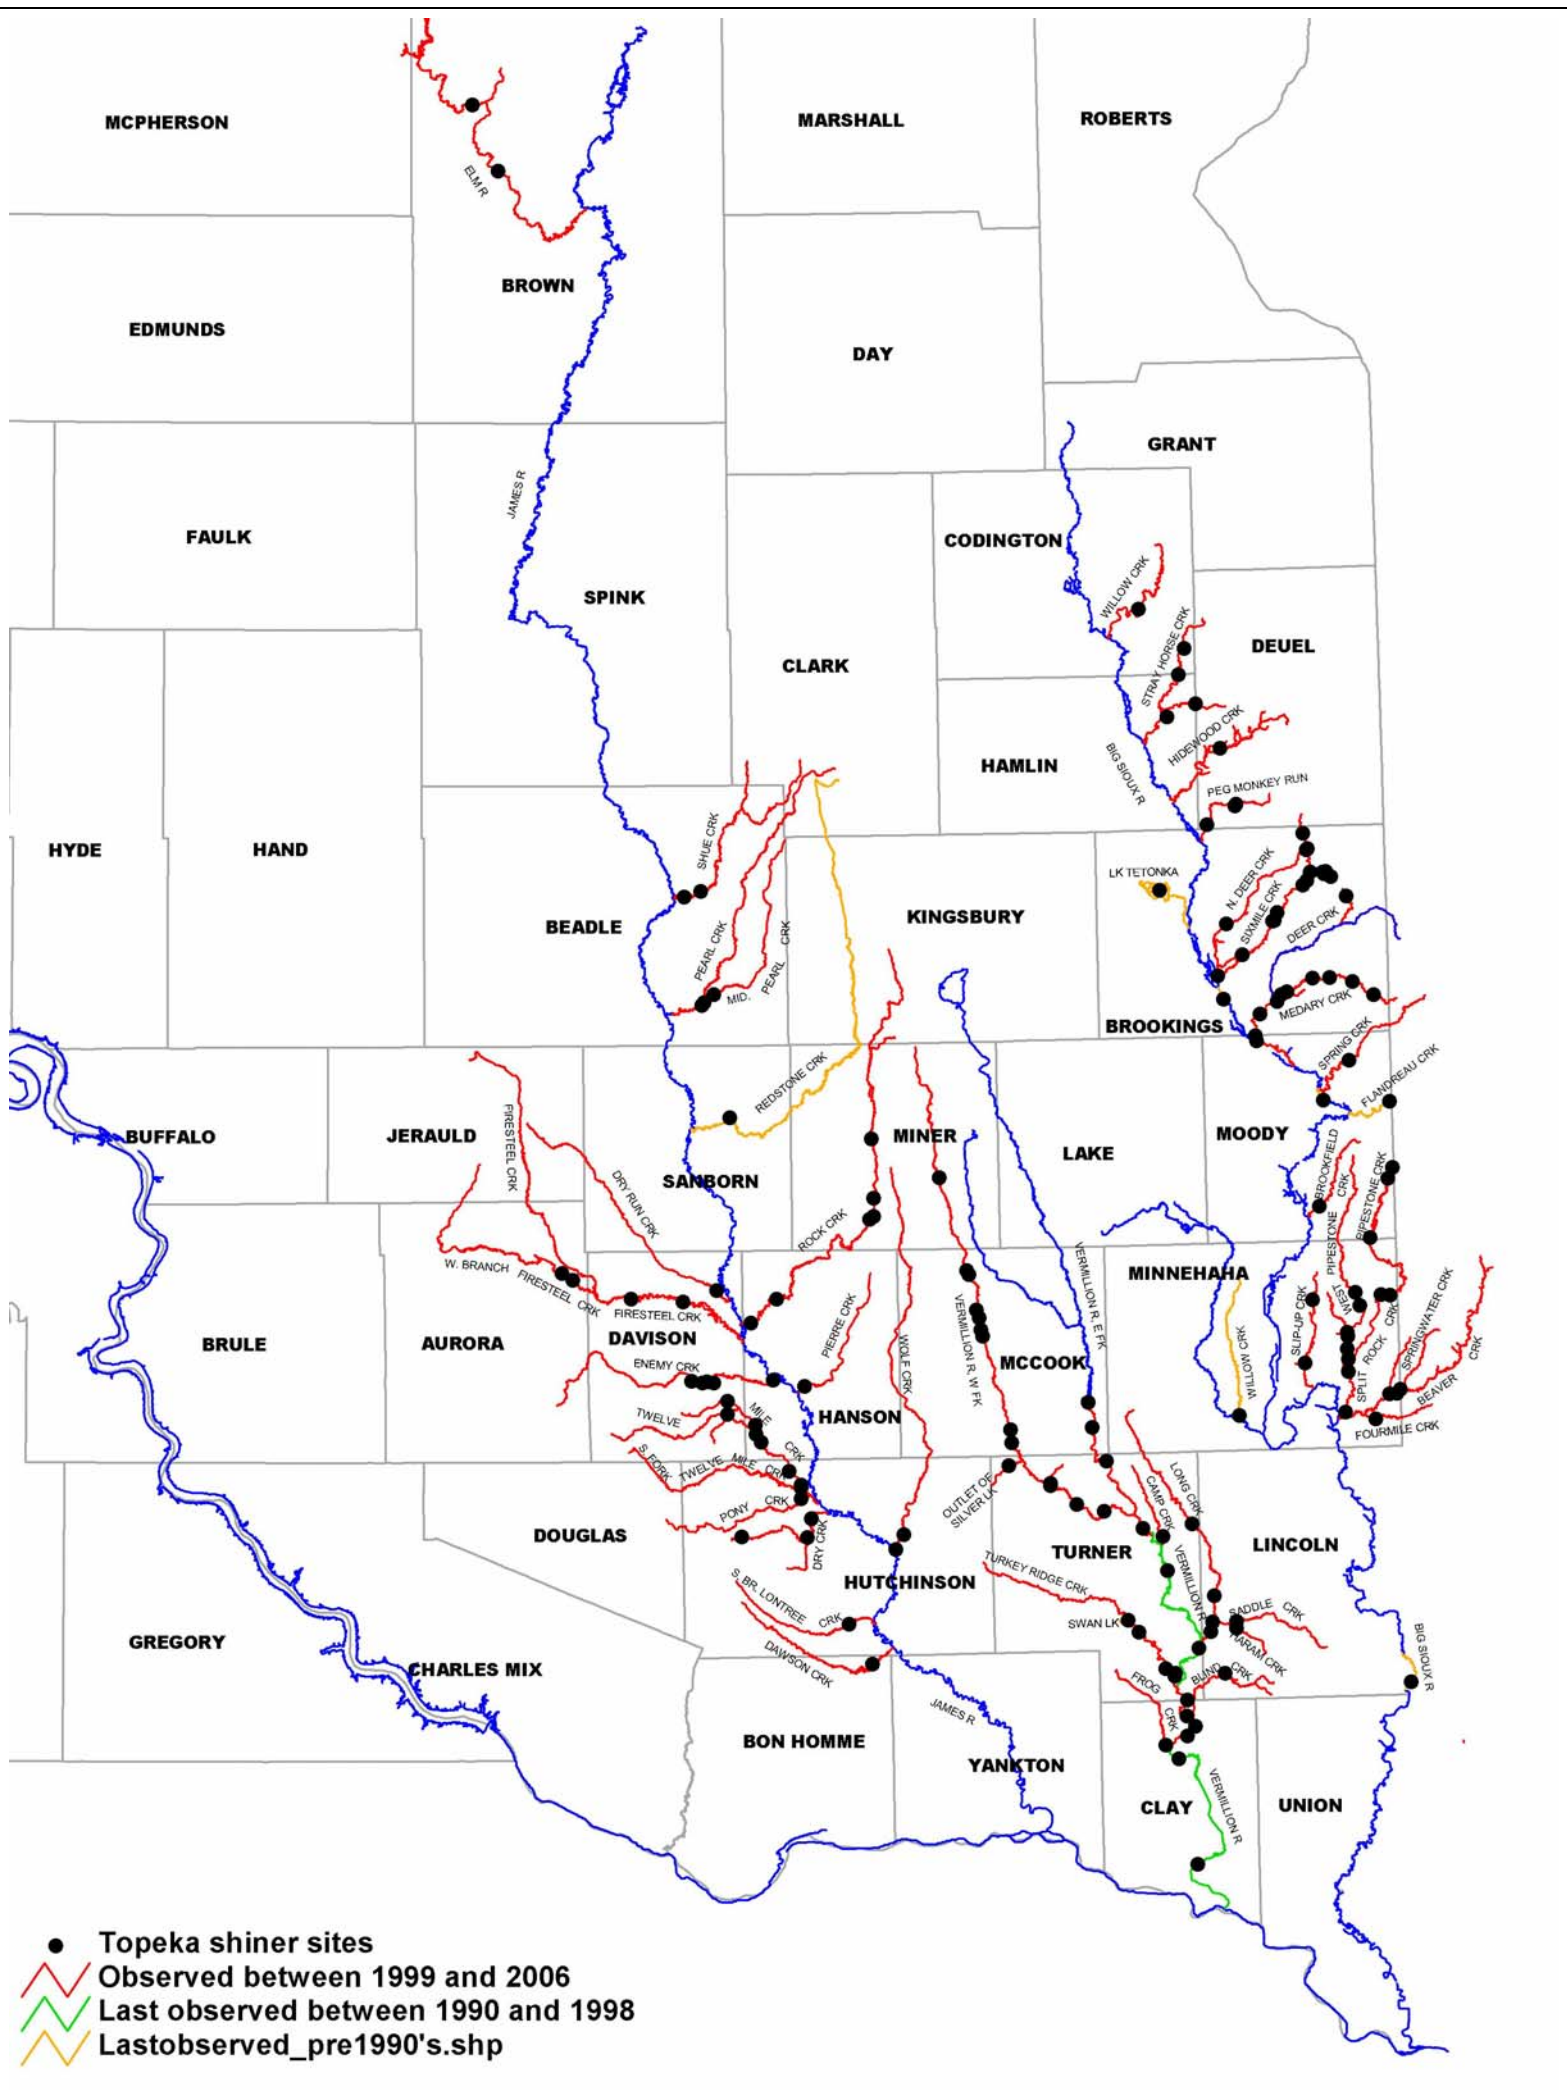 MCPHERSON
MARSHALL
ROBERTS
ELM R
BROWN
EDMUNDS
DAY
GRANT
JAMES R
FAULK
CODINGTON
SPINK
WILLOW CRK
STRAY HORSE CRK
DEUEL
CLARK
HIDEWOOD CRK
HAMLIN
BIG SIOUX R
PEG MONKEY RUN
SHUE CRK
HYDE
HAND
LK TETONKA
N. DEER CRK
SIXMILE CRK
BEADLE
KINGSBURY
DEER CRK
PEARL CRK
MID.
PEARL
CRK
MEDARY CRK
BROOKINGS
SPRING CRK
FLANDREAU CRK
REDSTONE CRK
BUFFALO
JERAULD
FIRESTEEL CRK
MINER
LAKE
MOODY
BROOKFIELD
CRK
PIPESTONE CRK
SANBORN
DRY RUN CRK
ROCK CRK
PIPESTONE
WEST
W. BRANCH
FIRESTEEL CRK
FIRESTEEL CRK
VERMILLION R, E FK
MINNEHAHA
SLIP-UP CRK
CRK
ROCK
SPLIT
SPRINGWATER CRK
BEAVER
CRK
FOURMILE CRK
BRULE
AURORA
DAVISON
PIERRE CRK
WOLF CRK
VERMILLION R, W FK
MCCOOK
WILLOW CRK
ENEMY CRK
HANSON
TWELVE
MILE
CRK
S. FORK
TWELVE MILE CRK
PONY CRK
DRY CRK
OUTLET OF
SILVER LK
CAMP CRK
LONG CRK
DOUGLAS
TURNER
LINCOLN
HUTCHINSON
TURKEY RIDGE CRK
VERMILLION R
S. BR. LONTREE
CRK
SWAN LK
SADDLE CRK
HARAM CRK
GREGORY
CHARLES MIX
DAWSON CRK
FROG
CRK
BLIND CRK
BIG SIOUX R
JAMES R
BON HOMME
YANKTON
CLAY
VERMILLION R
UNION
Topeka shiner sites
Observed between 1999 and 2006
Last observed between 1990 and 1998
Lastobserved_pre1990's.shp